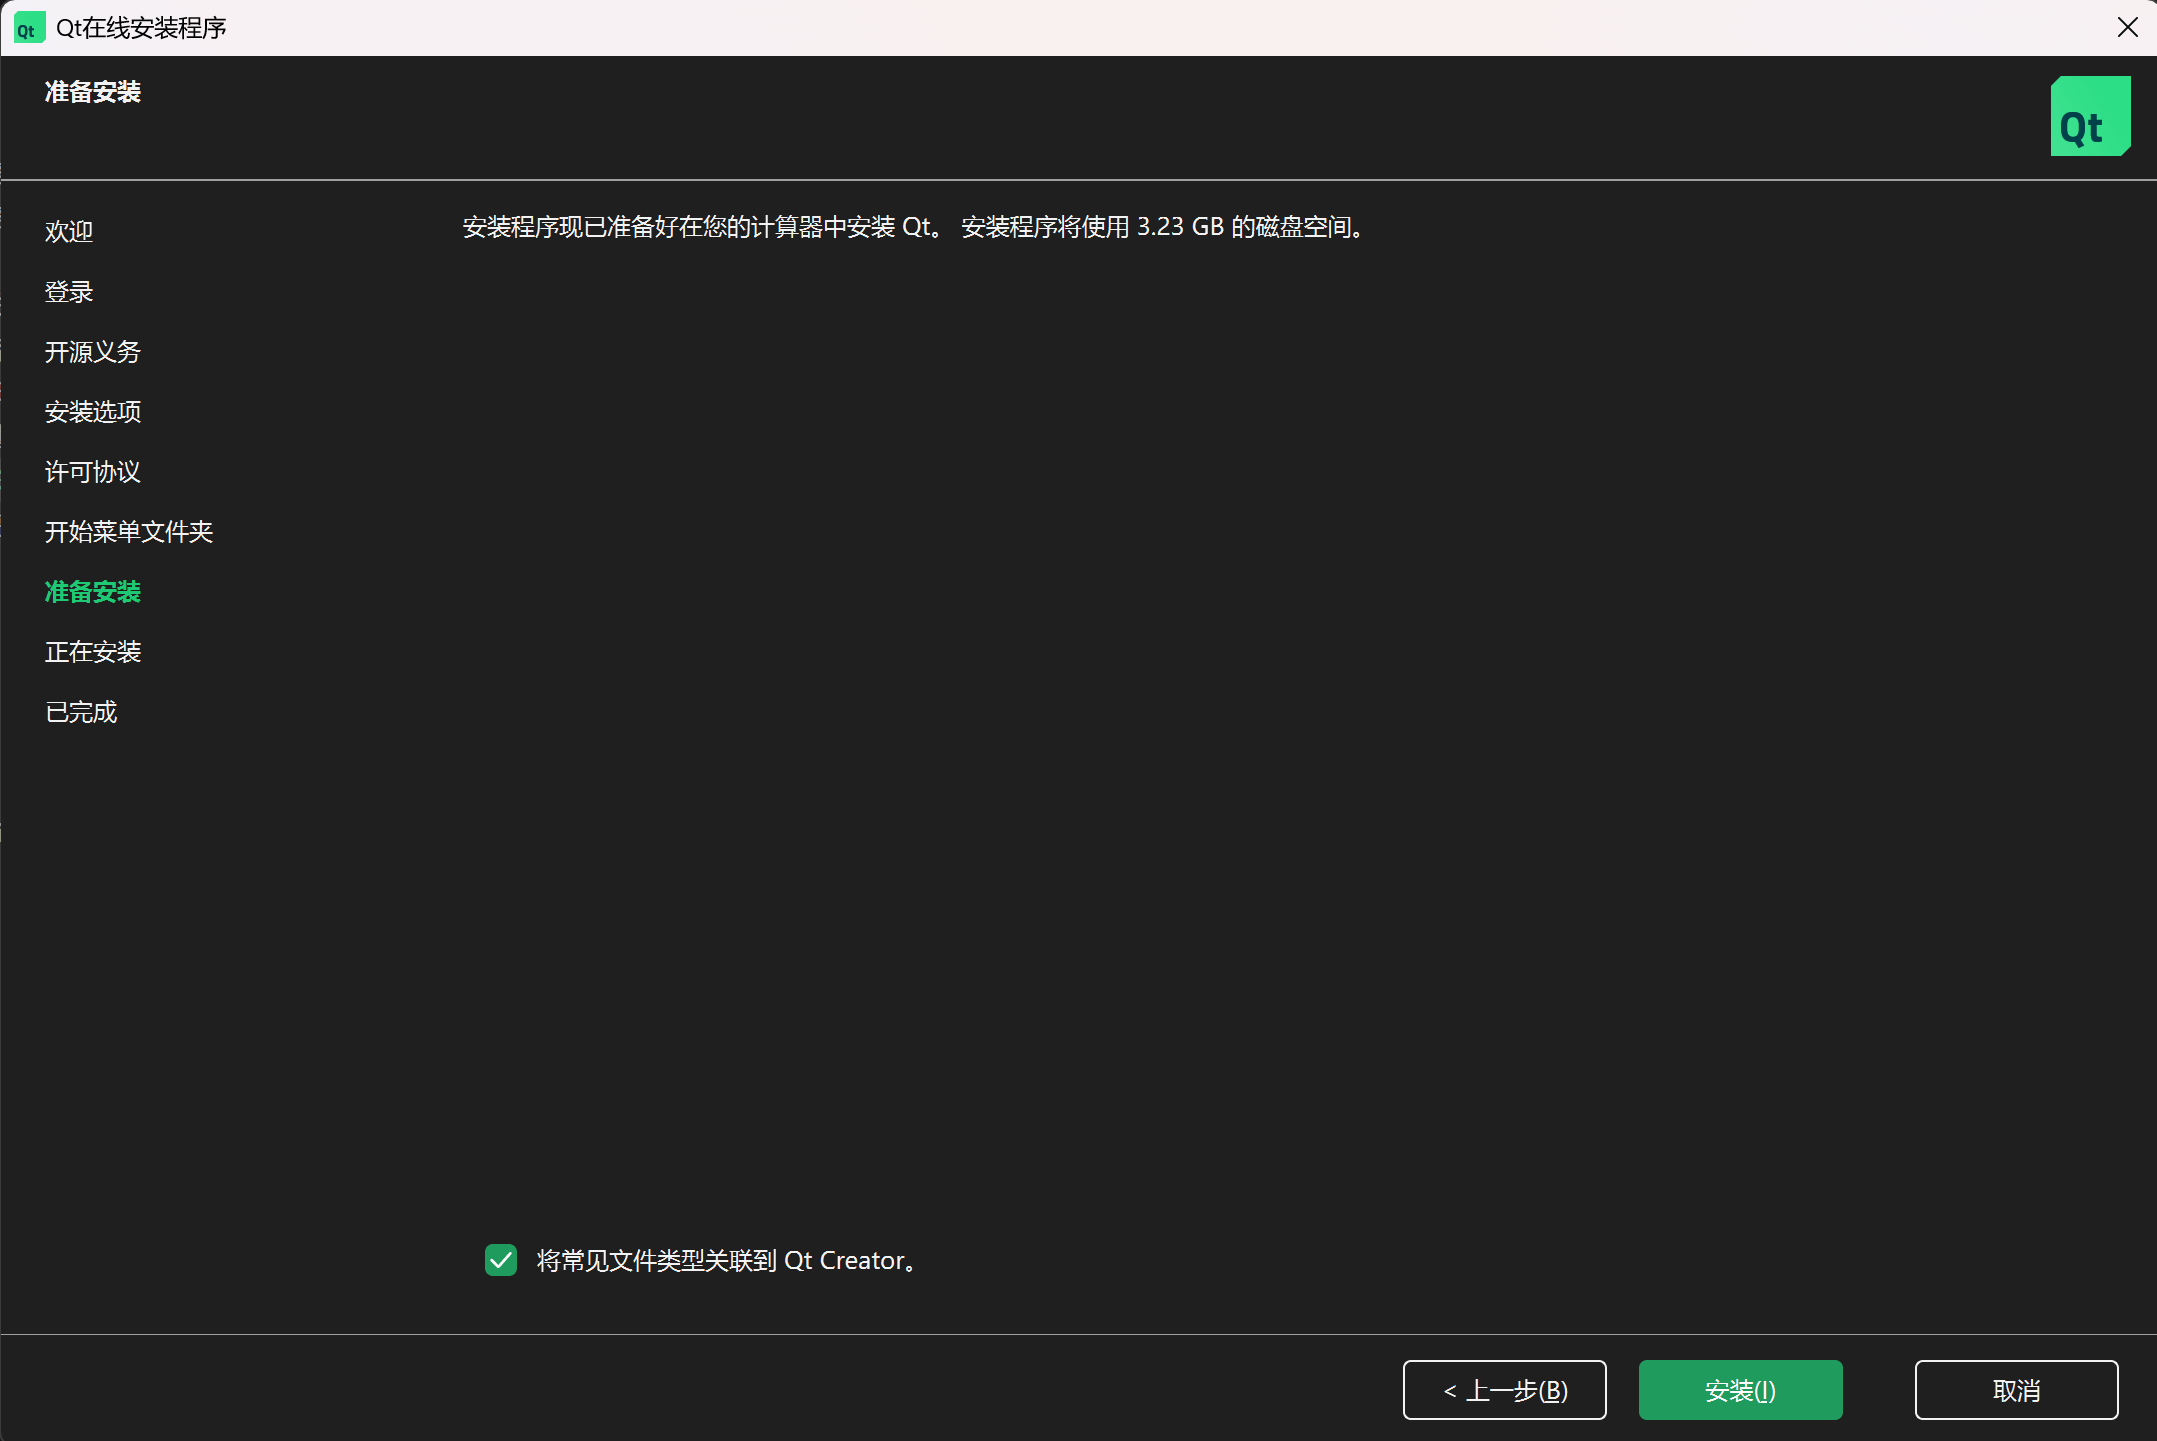 Qt
Qt在线安装程序
准备安装
Qt
欢迎
登录
开源义务
安装选项
许可协议
开始菜单文件夹
准备安装
正在安装
已完成
安装程序现已准备好在您的计算器中安装 Qt。 安装程序将使用 3.23 GB 的磁盘空间。
将常见文件类型关联到 Qt Creator。
< 上一步(B)
安装(I)
取消